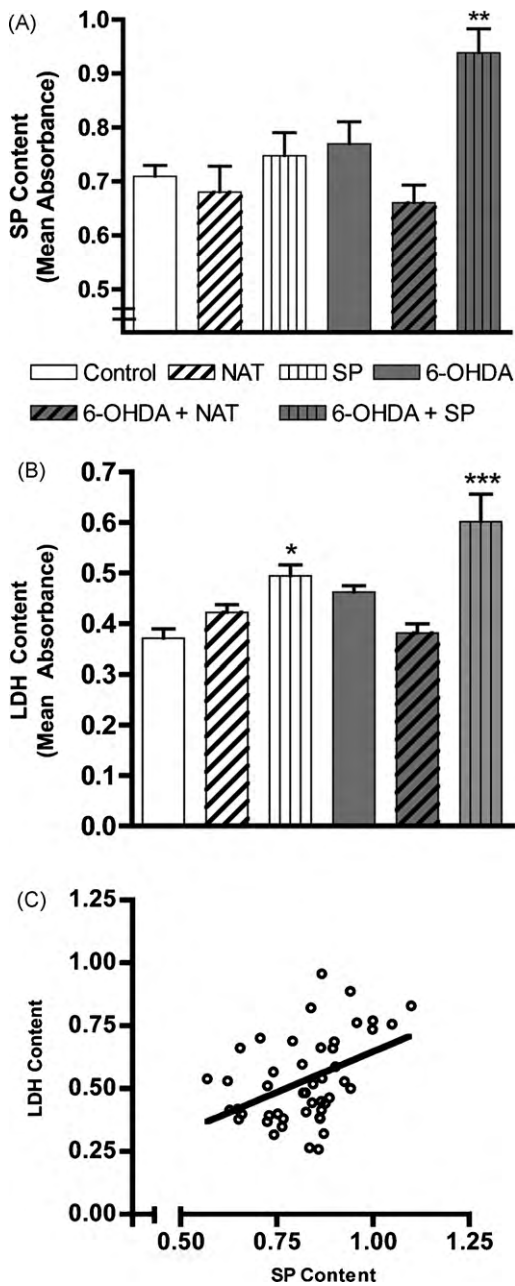 (A)
SP Content
(Mean Absorbance)
1.0
0.9
0.8
0.7
0.6
0.5
**
Control NAT SP 6-OHDA
6-OHDA + NAT 6-OHDA + SP
(B)
LDH Content
(Mean Absorbance)
0.7
0.6
0.5
0.4
0.3
0.2
0.1
0.0
*
***
(C)
LDH Content
1.25
1.00
0.75
0.50
0.25
0.00
0.50 0.75 1.00 1.25
SP Content